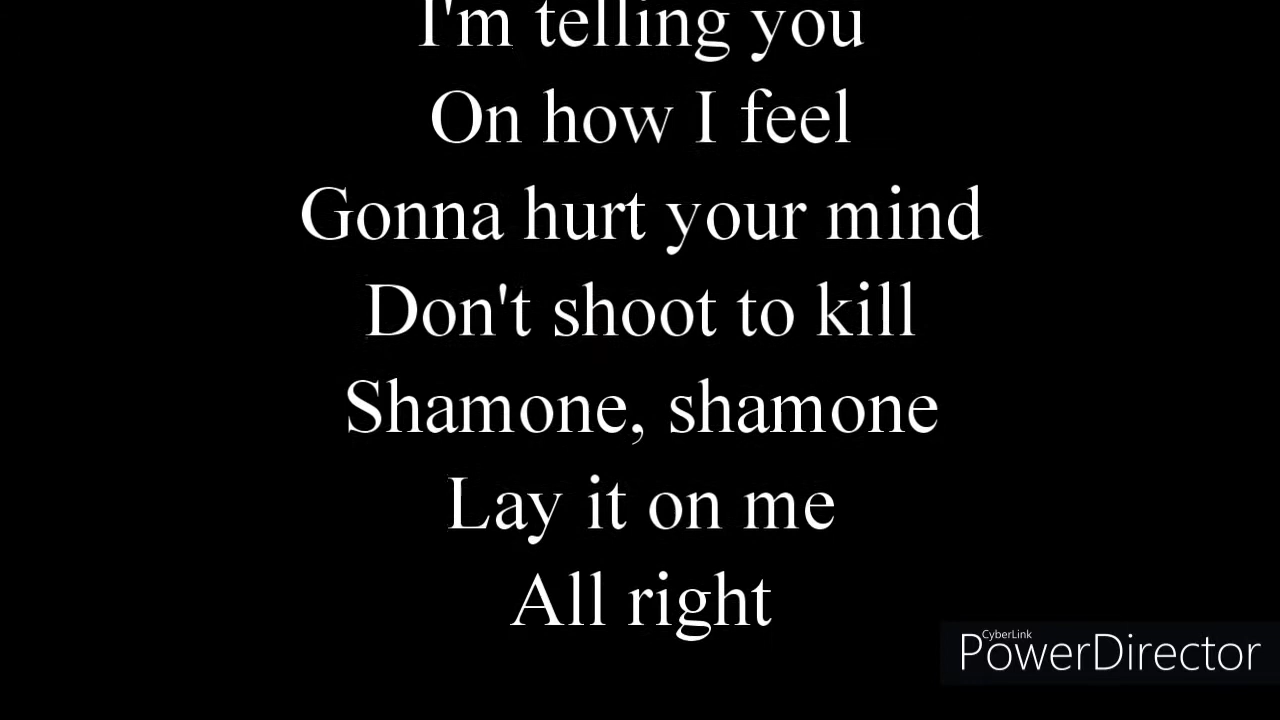 I'm telling you
On how I feel
Gonna hurt your mind
Don't shoot to kill
Shamone, shamone
Lay it on me
All right
CyberLink
PowerDirector